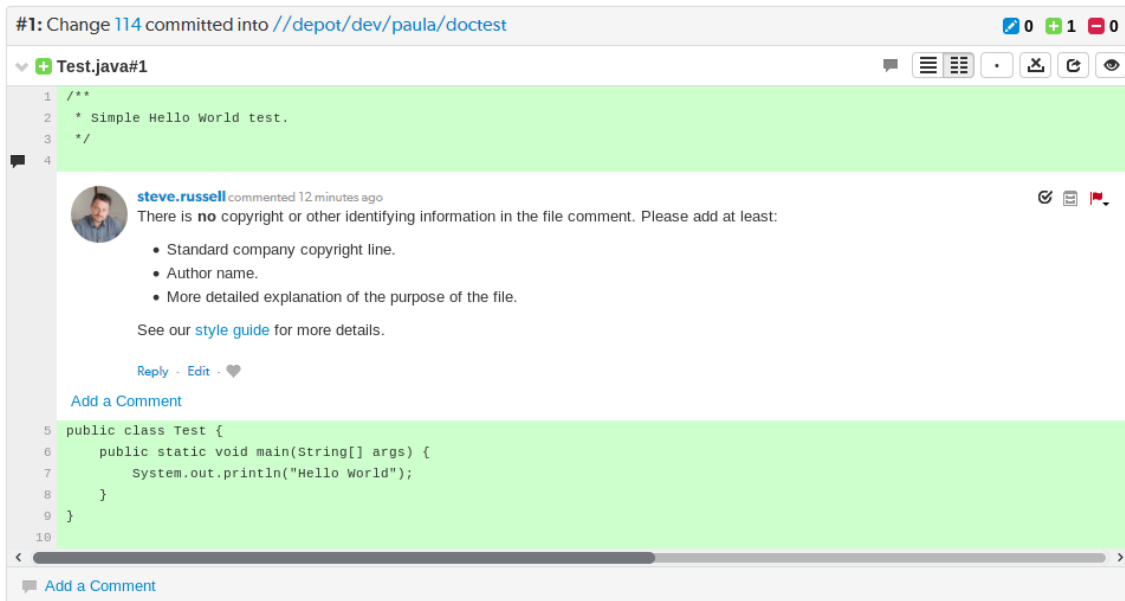 #1: Change 114 committed into //depot/dev/paula/doctest 0 1 0
Test.java#1
1 /**
2  * Simple Hello World test.
3  */
4
steve.russell commented 12 minutes ago
There is no copyright or other identifying information in the file comment. Please add at least:
• Standard company copyright line.
• Author name.
• More detailed explanation of the purpose of the file.
See our style guide for more details.
Reply · Edit ·
Add a Comment
5 public class Test {
6     public static void main(String[] args) {
7         System.out.println("Hello World");
8     }
9 }
10
Add a Comment